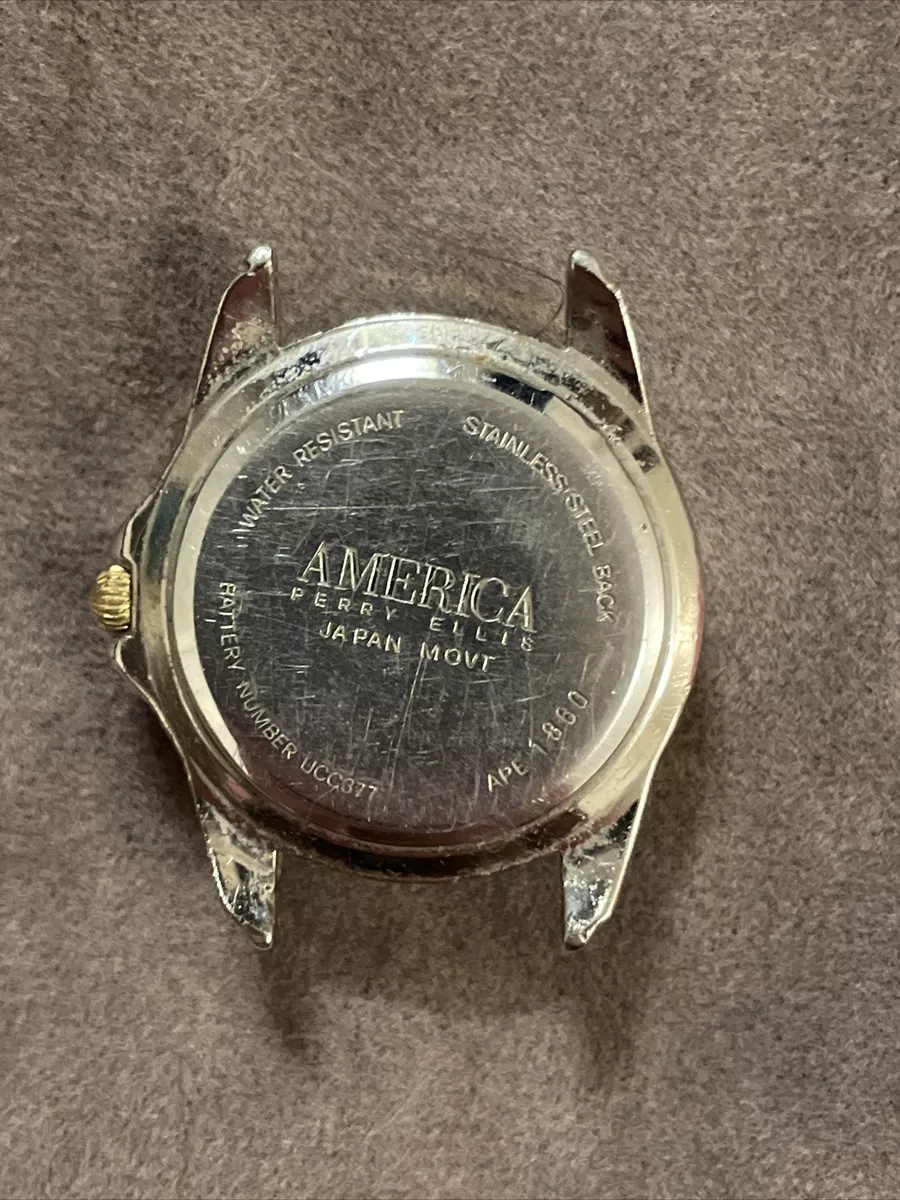 WATER RESISTANT
STAINLESS STEEL BACK
AMERICA
PERRY ELLIS
JAPAN MOVT
BATTERY NUMBER UCC377
APE 1860